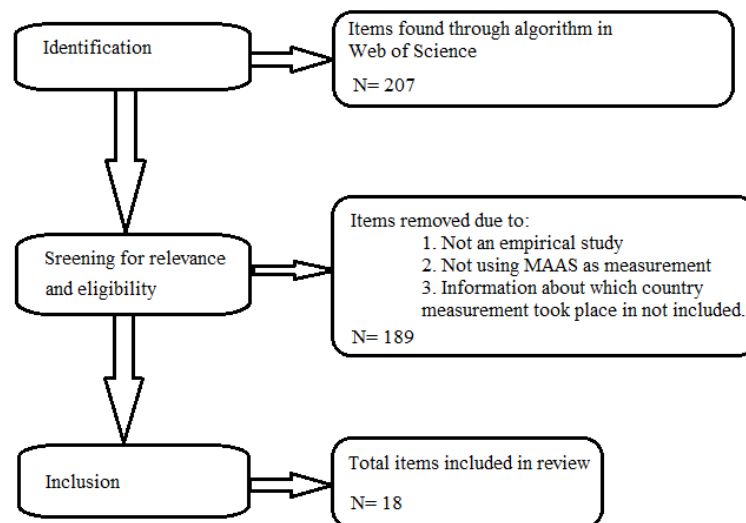 Identification
Items found through algorithm in
Web of Science
N= 207
Sreening for relevance
and eligibility
Items removed due to:
1. Not an empirical study
2. Not using MAAS as measurement
3. Information about which country
measurement took place in not included.
N= 189
Inclusion
Total items included in review
N= 18